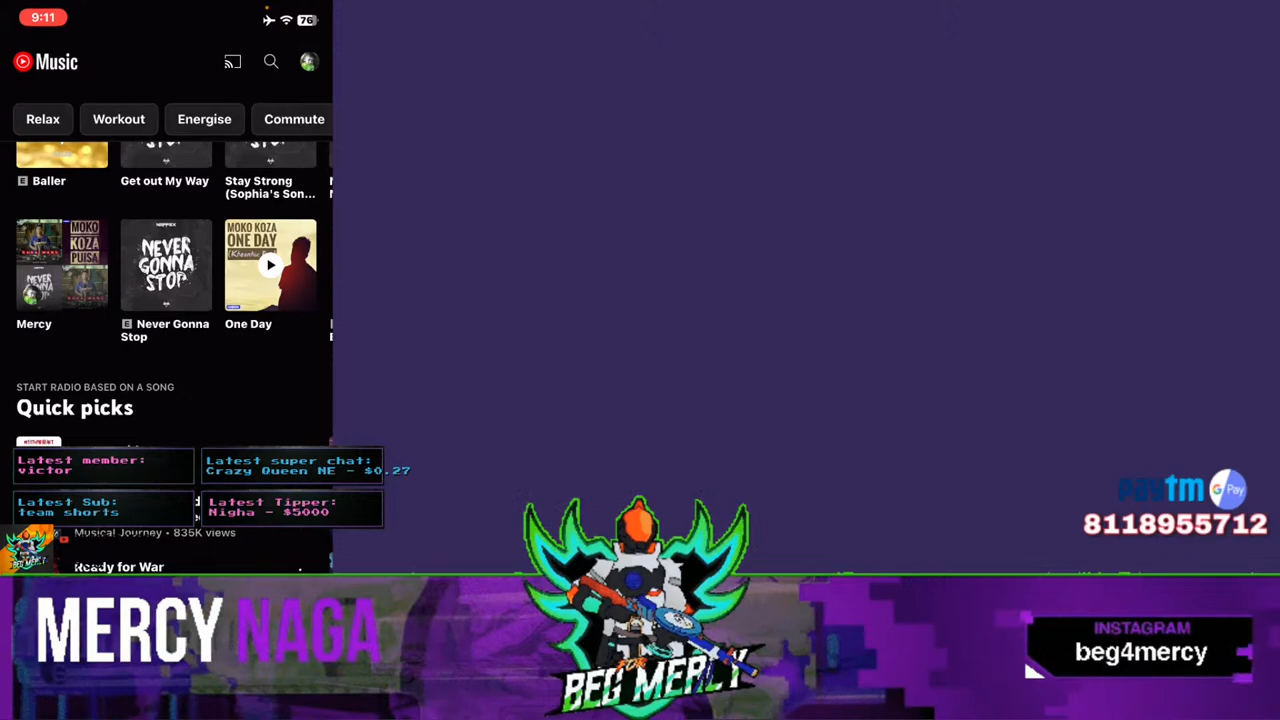 9:11
76
Music
Relax
Workout
Energise
Commute
E Baller
Get out My Way
Stay Strong
(Sophia's Son...
MOKO
KOZA
PUISA
NEVER
GONNA
STOP
MOKO KOZA
ONE DAY
Mercy
E Never Gonna
Stop
One Day
START RADIO BASED ON A SONG
Quick picks
Latest member:
victor
Latest super chat:
Crazy Queen NE - $0.27
Latest Sub:
team shorts
Latest Tipper:
Nigha - $5000
Musical Journey • 835K views
Ready for War
paytm
G Pay
8118955712
MERCY NAGA
BEG FOR MERCY
INSTAGRAM
beg4mercy